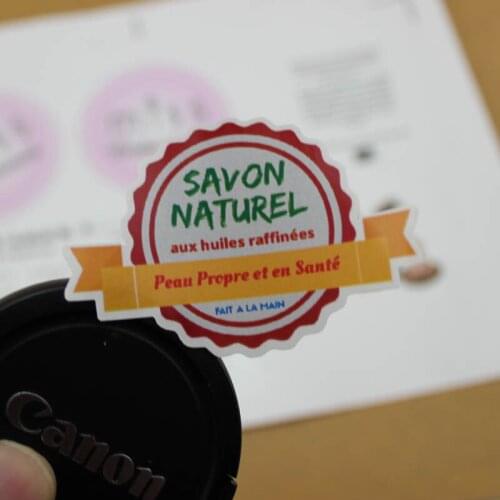 SAVON
NATUREL
aux huiles raffinées
Peau Propre et en Santé
FAIT A LA MAIN
Canon